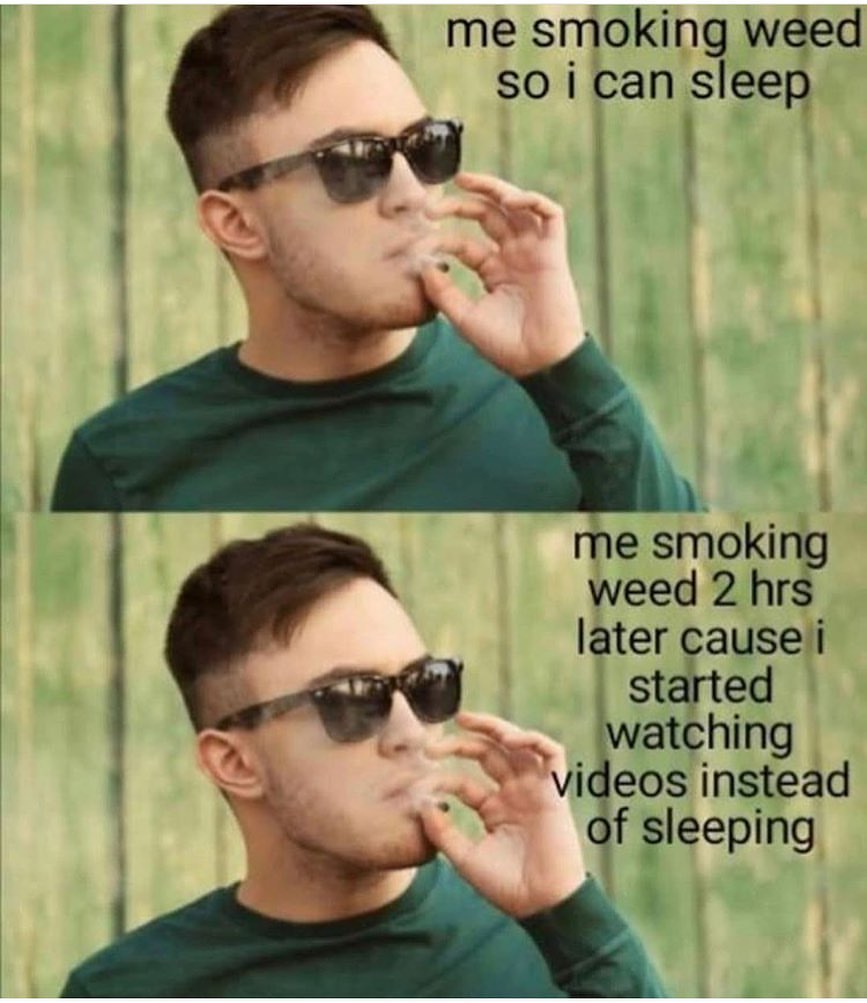 me smoking weed
so i can sleep
me smoking
weed 2 hrs
later cause i
started
watching
videos instead
of sleeping